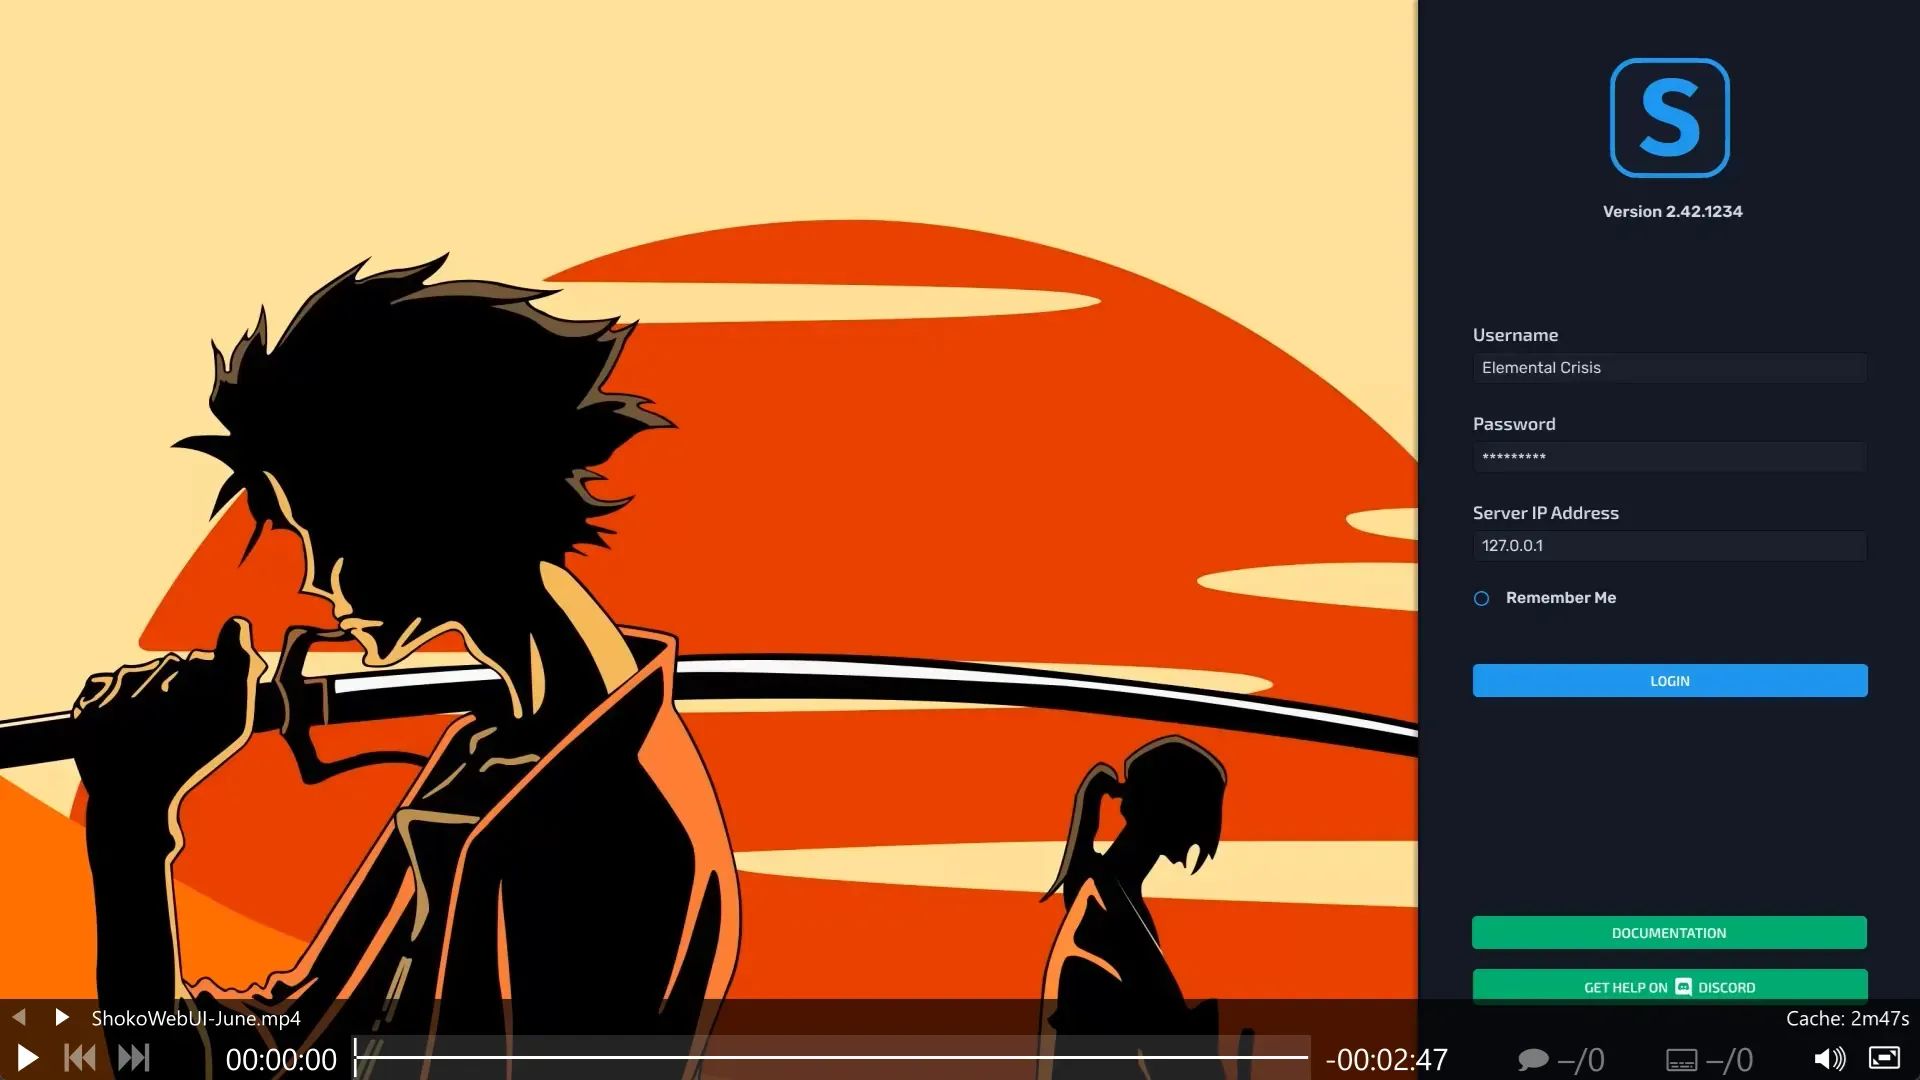 S
Version 2.42.1234
Username
Elemental Crisis
Password
*********
Server IP Address
127.0.0.1
Remember Me
LOGIN
DOCUMENTATION
GET HELP ON DISCORD
ShokoWebUI-June.mp4
Cache: 2m47s
00:00:00
-00:02:47
–/0
–/0